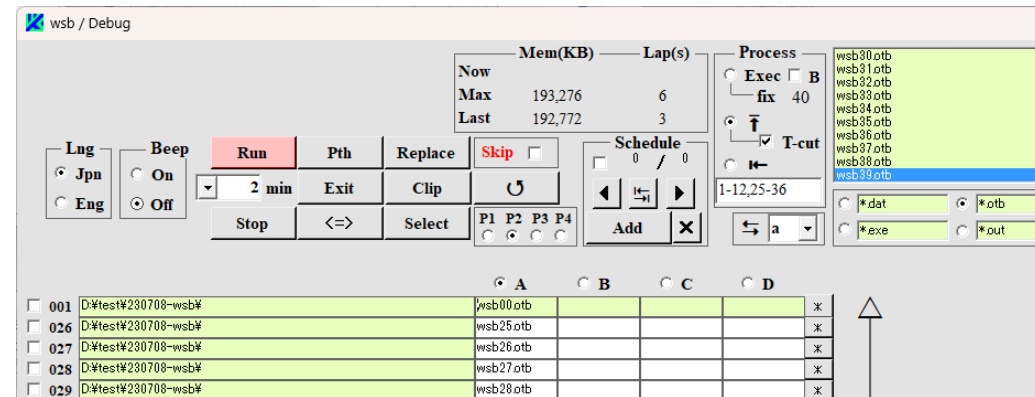 wsb / Debug
Mem(KB) Lap(s)
Now
Max 193,276 6
Last 192,772 3
Process
Exec B
fix 40
T-cut
1-12,25-36
a
wsb30.otb
wsb31.otb
wsb32.otb
wsb33.otb
wsb34.otb
wsb35.otb
wsb36.otb
wsb37.otb
wsb38.otb
wsb39.otb
*.dat *.otb
*.exe *.out
Lng
Jpn
Eng
Beep
On
Off
Run Pth Replace Skip
2 min Exit Clip
Stop <=> Select P1 P2 P3 P4
Schedule
0 / 0
Add
A B C D
001 D:¥test¥230708-wsb¥ wsb00.otb *
026 D:¥test¥230708-wsb¥ wsb25.otb *
027 D:¥test¥230708-wsb¥ wsb26.otb *
028 D:¥test¥230708-wsb¥ wsb27.otb *
029 D:¥test¥230708-wsb¥ wsb28.otb *